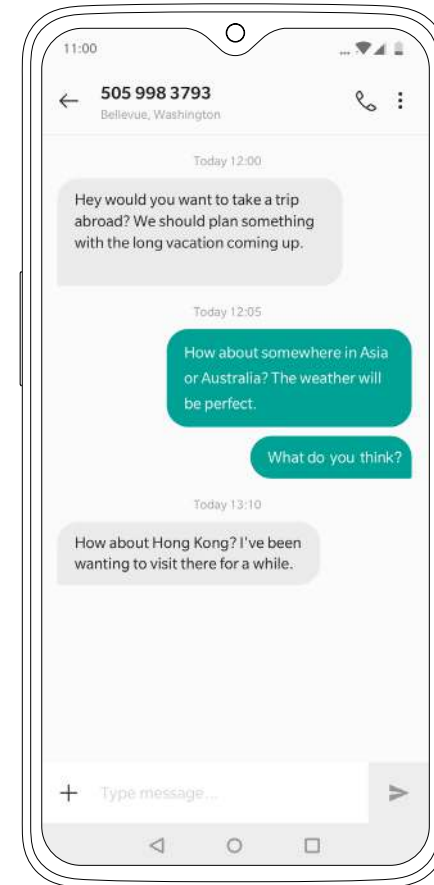 11:00
505 998 3793
Bellevue, Washington
Today 12:00
Hey would you want to take a trip
abroad? We should plan something
with the long vacation coming up.
Today 12:05
How about somewhere in Asia
or Australia? The weather will
be perfect.
What do you think?
Today 13:10
How about Hong Kong? I've been
wanting to visit there for a while.
Type message...